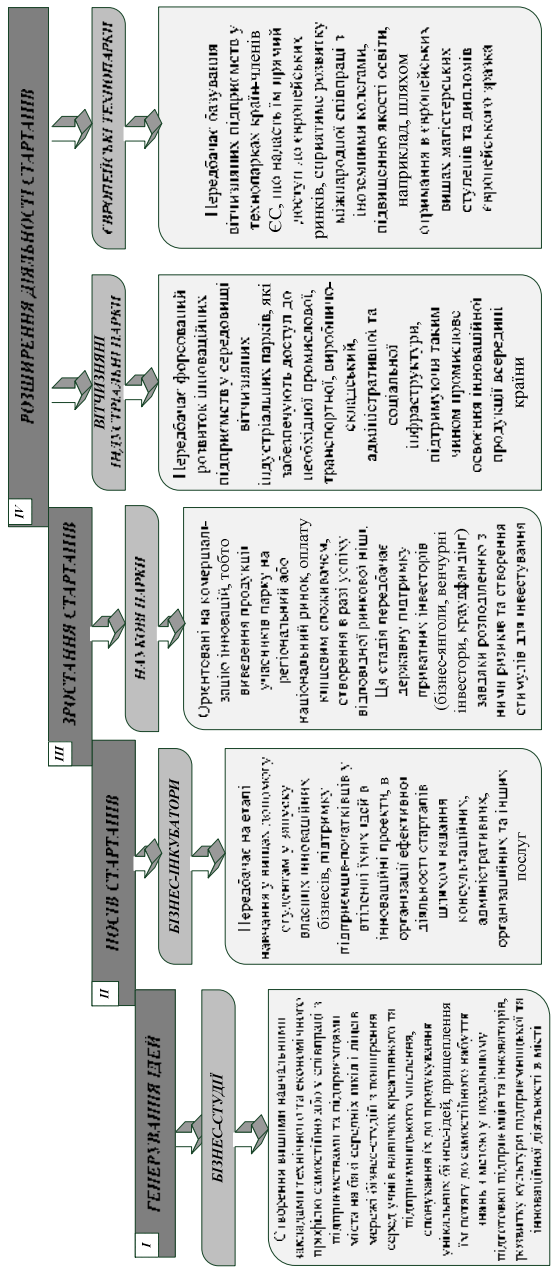 I
ГЕНЕРУВАННЯ ІДЕЙ
БІЗНЕС-СТУДІЇ
Створення вищими навчальними
закладами технічного та економічного
профілю самостійно або у співпраці з
підприємствами та підприємцями
міста на базі середніх шкіл і ліцеїв
мережі бізнес-студій з поширення
серед учнів навичок креативного та
підприємницького мислення,
спонукання їх до продукування
унікальних бізнес-ідей, прищеплення
їм потягу до самостійного набуття
знань з метою у подальшому
підготовки підприємців та інноваторів,
розвитку культури підприємницької та
інноваційної діяльності в місті
II
ПОСІВ СТАРТАПІВ
БІЗНЕС-ІНКУБАТОРИ
Передбачає на етапі
навчання у вишах допомогу
студентам у запуску
власних інноваційних
бізнесів, підтримку
підприємців-початківців у
втіленні їхніх ідей в
інноваційні проекти, в
організації ефективної
діяльності стартапів
шляхом надання
консультаційних,
адміністративних,
організаційних та інших
послуг
III
ЗРОСТАННЯ СТАРТАПІВ
НАУКОВІ ПАРКИ
Орієнтовані на комерціалі-
зацію інновацій, тобто
виведення продукції
учасників парку на
регіональний або
національний ринок, оплату
кінцевим споживачем,
створення в разі успіху
відповідної ринкової ніші.
Ця стадія передбачає
державну підтримку
приватних інвесторів
(бізнес-янголи, венчурні
інвестори, краудфандінг)
завдяки розподіленню з
ними ризиків та створення
стимулів для інвестування
IV
РОЗШИРЕННЯ ДІЯЛЬНОСТІ СТАРТАПІВ
ВІТЧИЗНЯНІ
ІНДУСТРІАЛЬНІ ПАРКИ
Передбачає форсований
розвиток інноваційних
підприємств у середовищі
вітчизняних
індустріальних парків, які
забезпечують доступ до
необхідної промислової,
транспортної, виробничо-
складський,
адміністративної та
соціальної
інфраструктури,
підтримуючи таким
чином промислове
освоєння інноваційної
продукції всередині
країни
ЄВРОПЕЙСЬКІ ТЕХНОПАРКИ
Передбачає базування
вітчизняних підприємств у
технопарках країн-членів
ЄС, що надасть їм прямий
доступ до європейських
ринків, сприятиме розвитку
міжнародної співпраці з
іноземними колегами,
підвищенню якості освіти,
наприклад, шляхом
отримання в європейських
вишах магістерських
ступенів та дипломів
європейського зразка